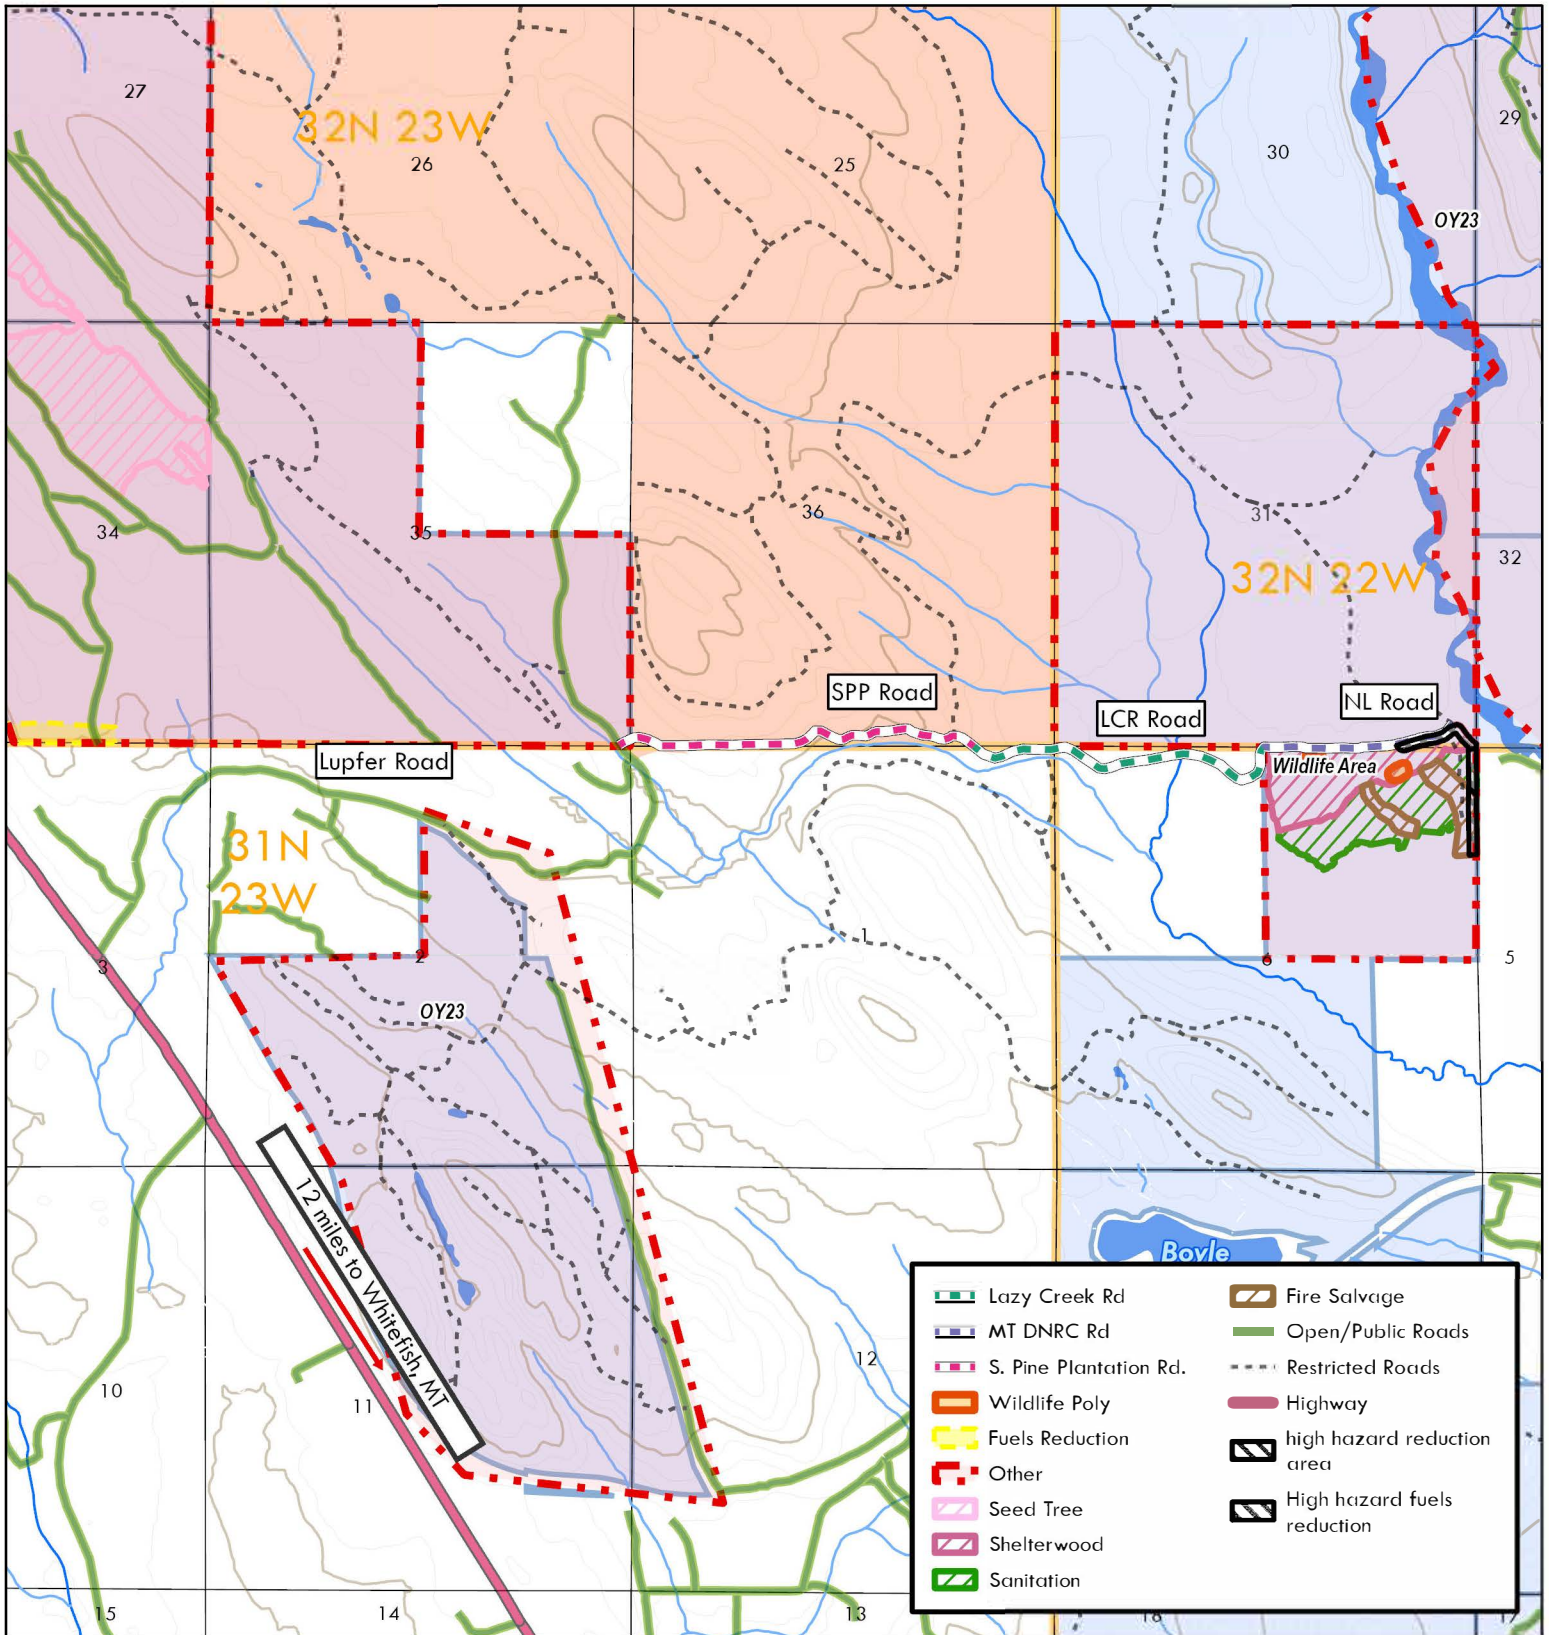 27
32N 23W
26
25
30
29
OY23
34
35
36
31
32N 22W
32
SPP Road
LCR Road
NL Road
Lupfer Road
Wildlife Area
31N
23W
3
2
1
6
5
OY23
12 miles to Whitefish, MT
Boyle
10
11
12
15
14
13
18
17
Lazy Creek Rd
MT DNRC Rd
S. Pine Plantation Rd.
Wildlife Poly
Fuels Reduction
Other
Seed Tree
Shelterwood
Sanitation
Fire Salvage
Open/Public Roads
Restricted Roads
Highway
high hazard reduction
area
High hazard fuels
reduction